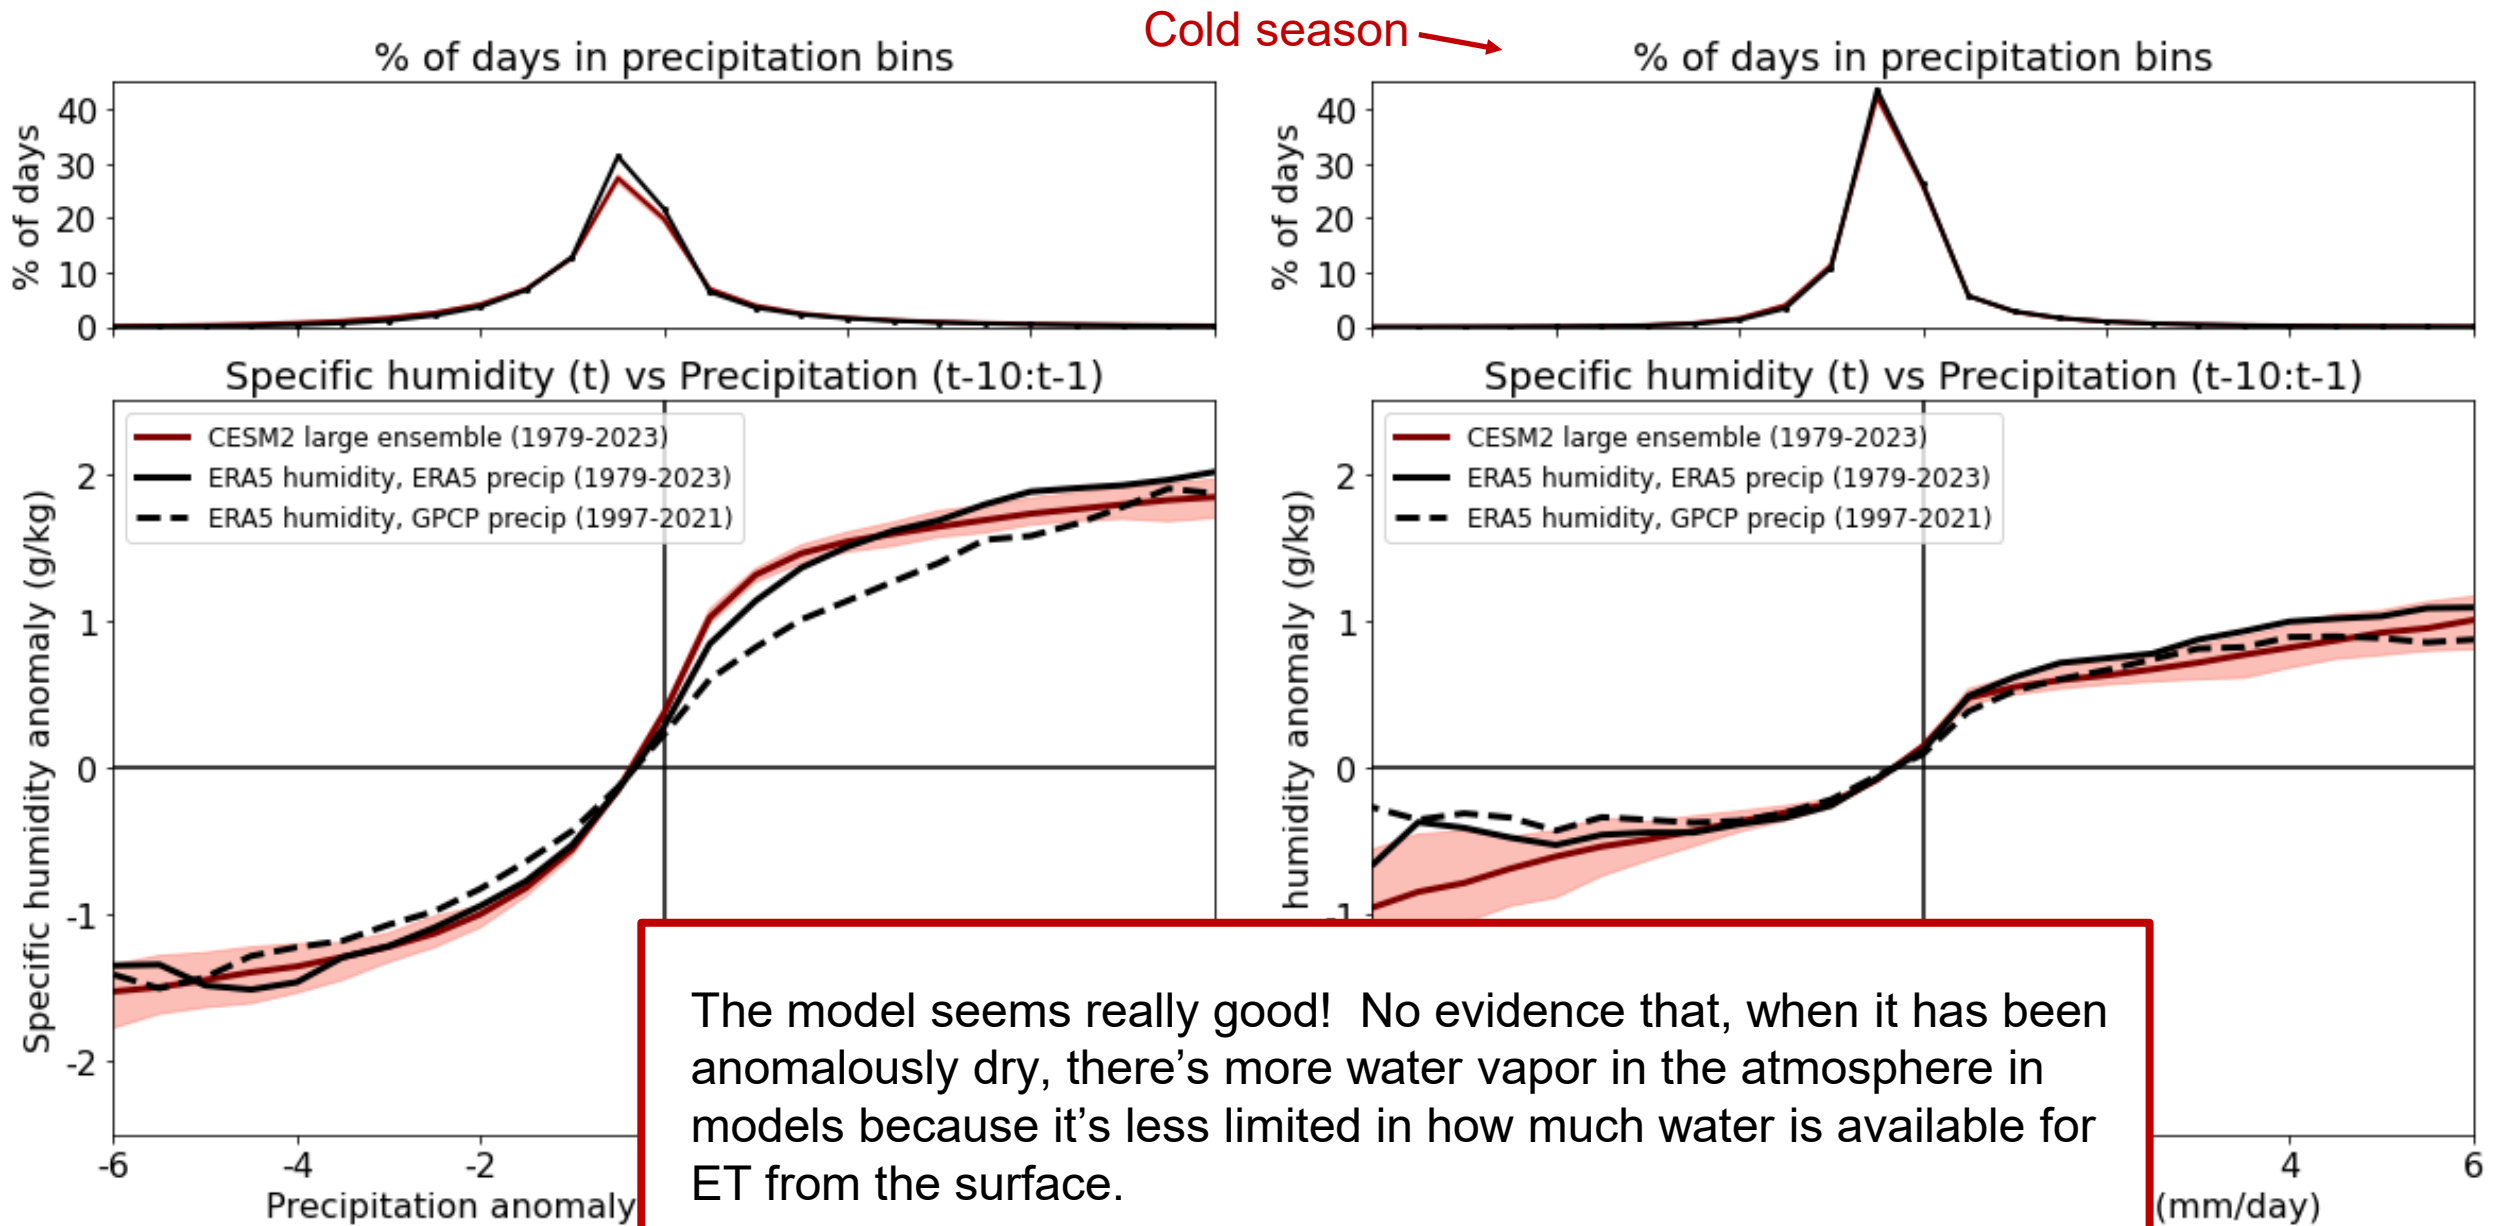 Cold season
% of days in precipitation bins
% of days
40
30
20
10
0
% of days in precipitation bins
% of days
40
30
20
10
0
Specific humidity (t) vs Precipitation (t-10:t-1)
CESM2 large ensemble (1979-2023)
ERA5 humidity, ERA5 precip (1979-2023)
ERA5 humidity, GPCP precip (1997-2021)
Specific humidity anomaly (g/kg)
2
1
0
-1
-2
-6
-4
-2
Precipitation anomaly
Specific humidity (t) vs Precipitation (t-10:t-1)
CESM2 large ensemble (1979-2023)
ERA5 humidity, ERA5 precip (1979-2023)
ERA5 humidity, GPCP precip (1997-2021)
humidity anomaly (g/kg)
2
1
0
4
6
(mm/day)
The model seems really good!  No evidence that, when it has been
anomalously dry, there’s more water vapor in the atmosphere in
models because it’s less limited in how much water is available for
ET from the surface.